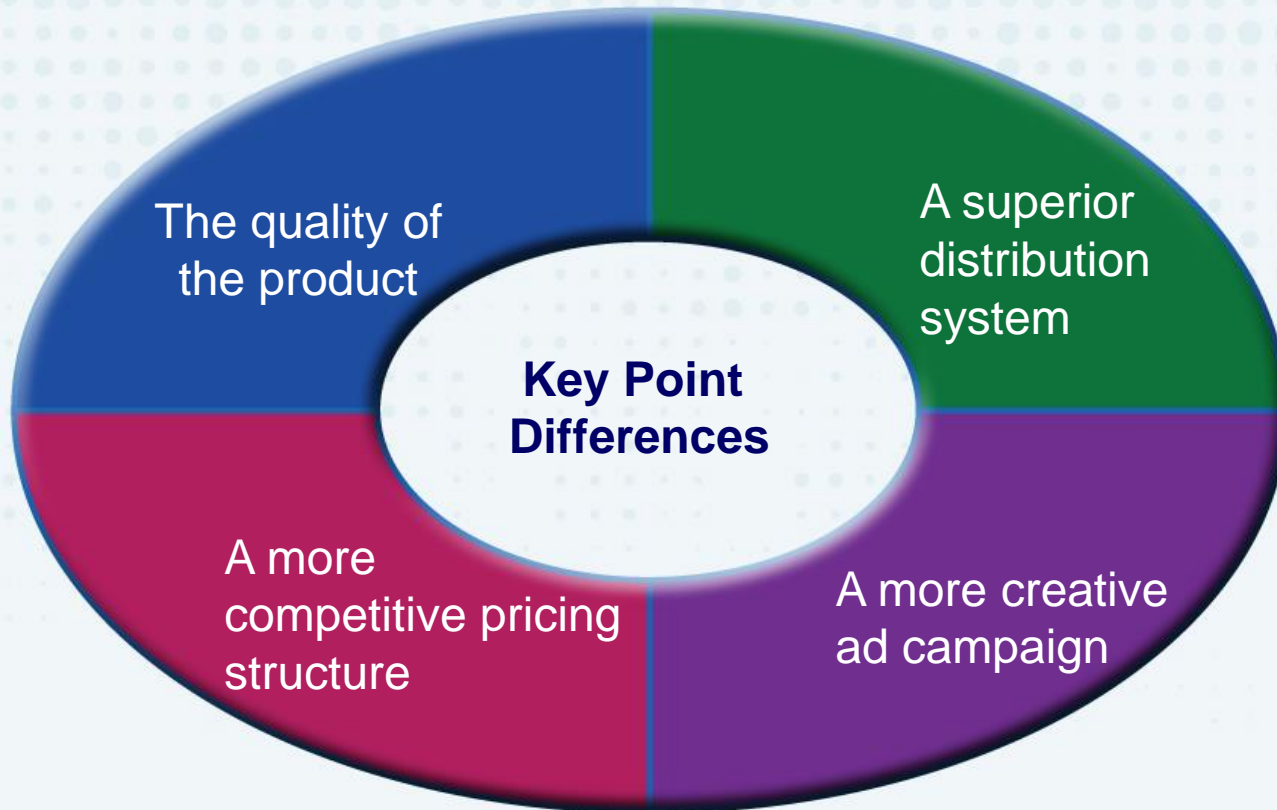 The quality of
the product
A superior
distribution
system
Key Point
Differences
A more
competitive pricing
structure
A more creative
ad campaign